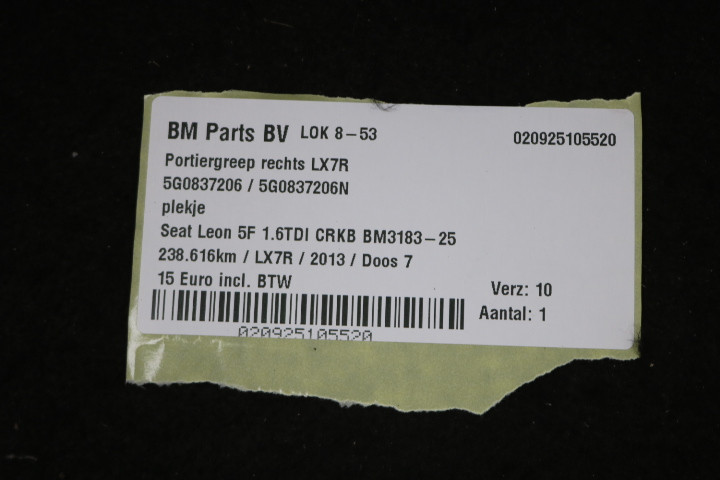 BM Parts BV LOK 8-53 020925105520
Portiergreep rechts LX7R
5G0837206 / 5G0837206N
plekje
Seat Leon 5F 1.6TDI CRKB BM3183-25
238.616km / LX7R / 2013 / Doos 7
15 Euro incl. BTW
Verz: 10
Aantal: 1
020925105520